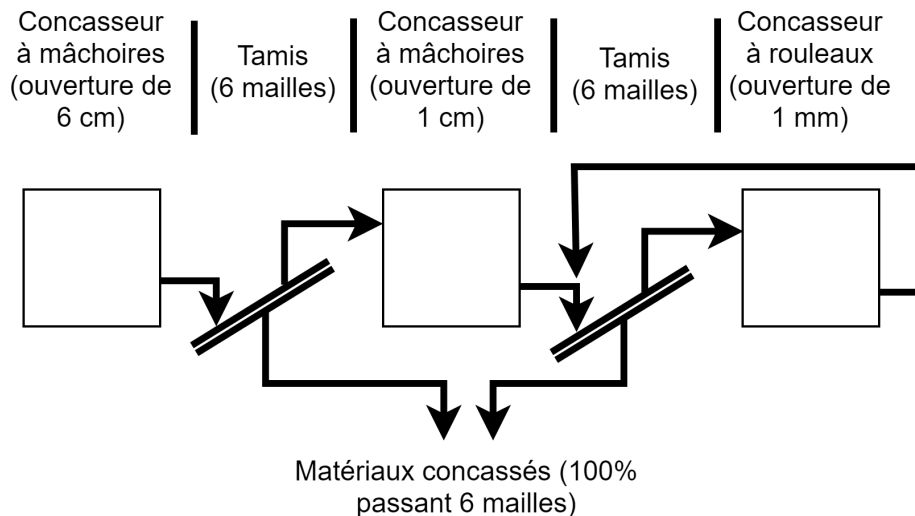 Concasseur
à mâchoires
(ouverture de
6 cm)
Tamis
(6 mailles)
Concasseur
à mâchoires
(ouverture de
1 cm)
Tamis
(6 mailles)
Concasseur
à rouleaux
(ouverture de
1 mm)
Matériaux concassés (100%
passant 6 mailles)